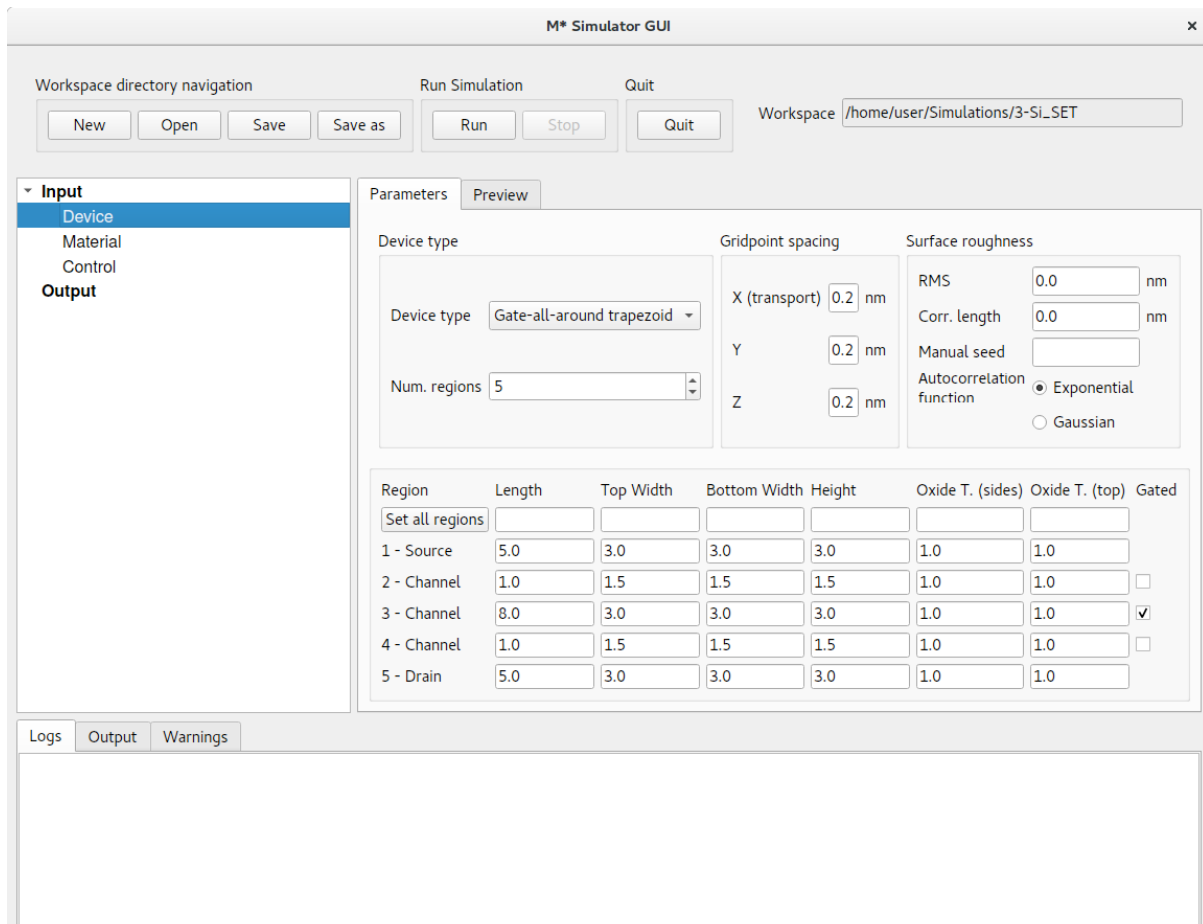 M* Simulator GUI ×
Workspace directory navigation Run Simulation Quit
New Open Save Save as Run Stop Quit Workspace /home/user/Simulations/3-Si_SET
Input
Device
Material
Control
Output
Parameters Preview
Device type
Device type Gate-all-around trapezoid
Num. regions 5
Gridpoint spacing
X (transport) 0.2 nm
Y 0.2 nm
Z 0.2 nm
Surface roughness
RMS 0.0 nm
Corr. length 0.0 nm
Manual seed
Autocorrelation
function
Exponential
Gaussian
Region Length Top Width Bottom Width Height Oxide T. (sides) Oxide T. (top) Gated
Set all regions
1 - Source 5.0 3.0 3.0 3.0 1.0 1.0
2 - Channel 1.0 1.5 1.5 1.5 1.0 1.0
3 - Channel 8.0 3.0 3.0 3.0 1.0 1.0
4 - Channel 1.0 1.5 1.5 1.5 1.0 1.0
5 - Drain 5.0 3.0 3.0 3.0 1.0 1.0
Logs Output Warnings